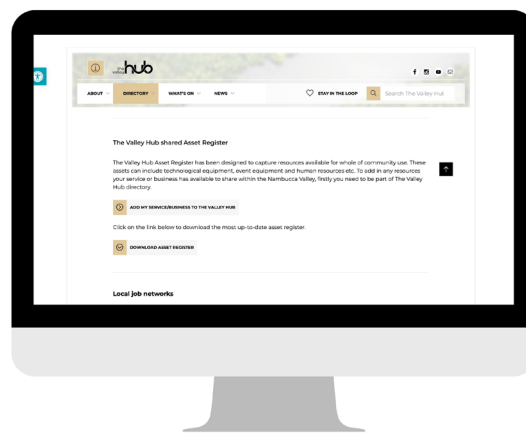 the valley hub
ABOUT
DIRECTORY
WHAT'S ON
NEWS
STAY IN THE LOOP
Search The Valley Hub
The Valley Hub shared Asset Register
The Valley Hub Asset Register has been designed to capture resources available for whole of community use. These
assets can include technological equipment, event equipment and human resources etc. To add in any resources
your service or business has available to share within the Nambucca Valley, firstly you need to be part of The Valley
Hub directory.
ADD MY SERVICE/BUSINESS TO THE VALLEY HUB
Click on the link below to download the most up-to-date asset register.
DOWNLOAD ASSET REGISTER
Local job networks